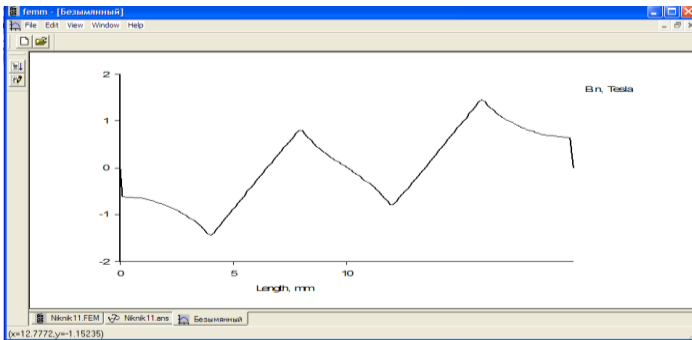 femm - [Безымянный]
File Edit View Window Help
2
B.n, Tesla
1
0
-1
-2
0 5 10
Length, mm
Niknik11.FEM Niknik11.ans Безымянный
(x=12.7772,y=-1.15235)